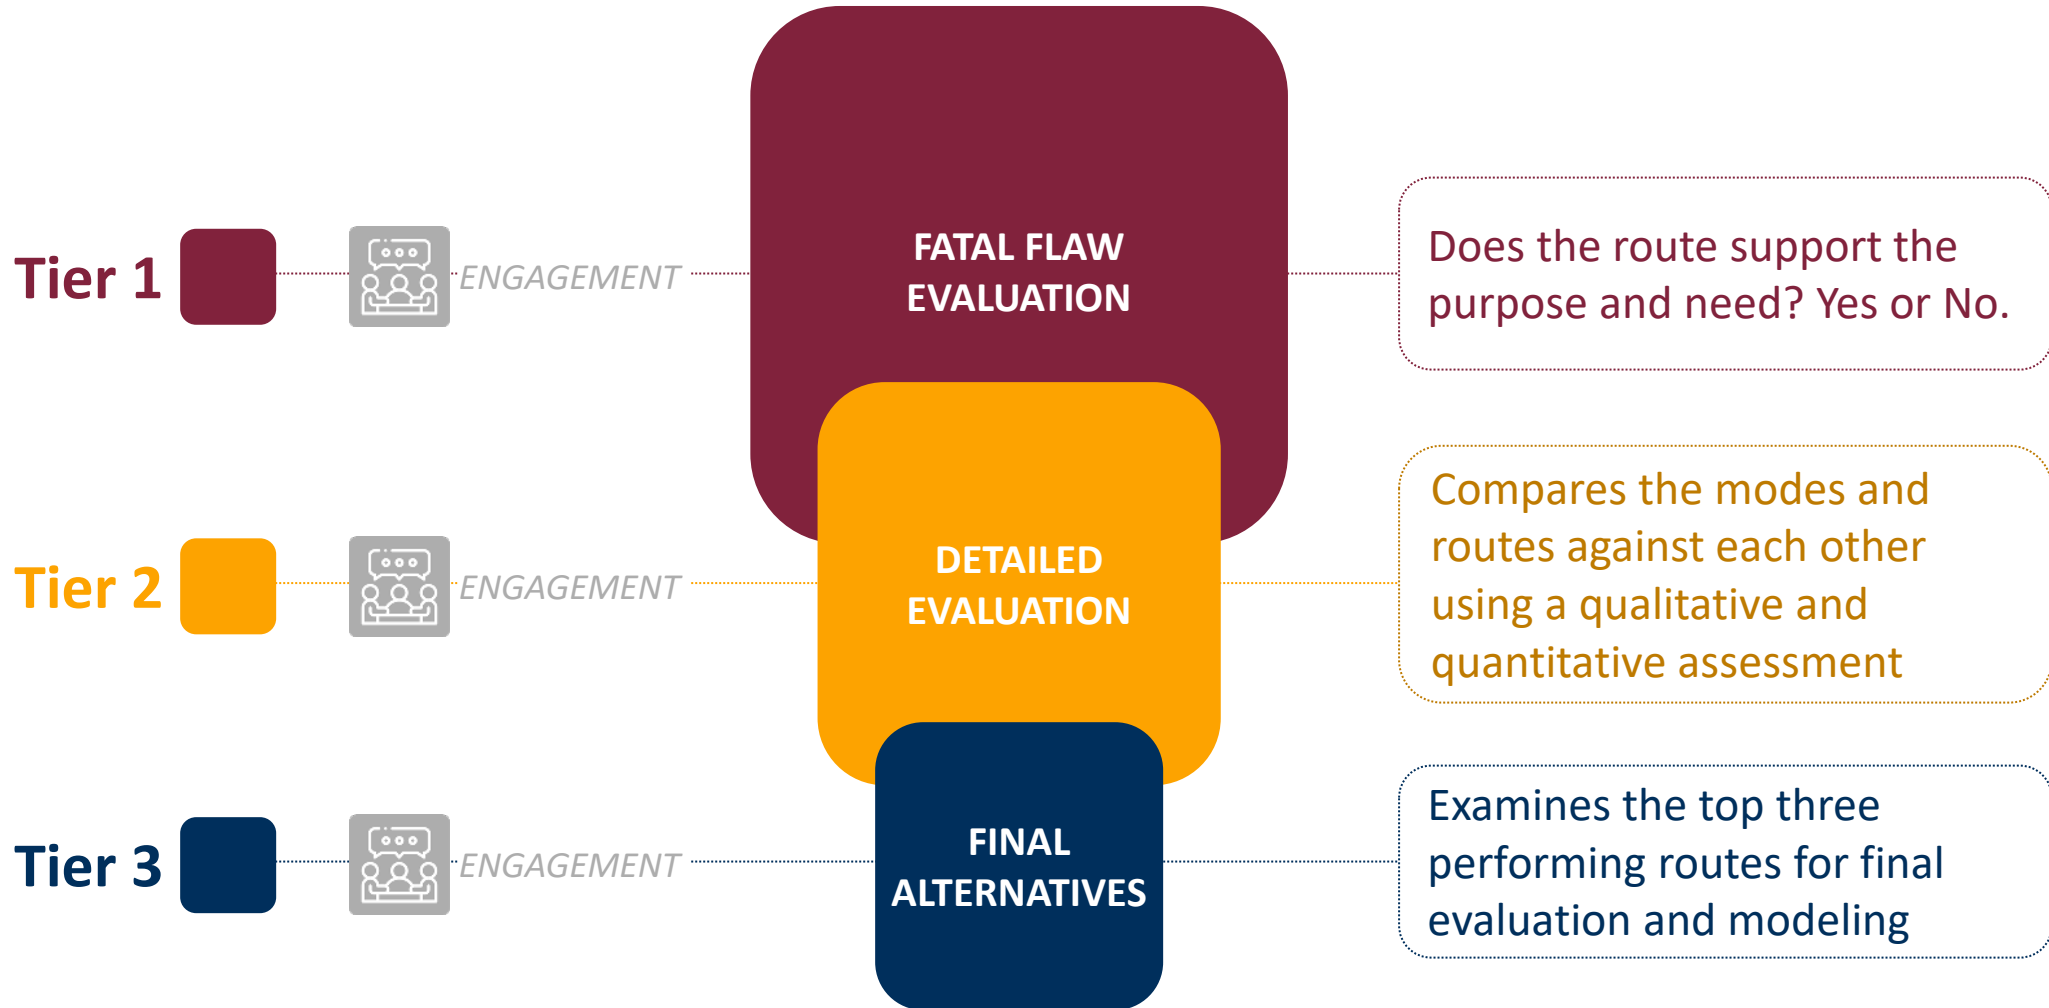 Tier 1
ENGAGEMENT
FATAL FLAW
EVALUATION
Does the route support the
purpose and need? Yes or No.
Tier 2
ENGAGEMENT
DETAILED
EVALUATION
Compares the modes and
routes against each other
using a qualitative and
quantitative assessment
Tier 3
ENGAGEMENT
FINAL
ALTERNATIVES
Examines the top three
performing routes for final
evaluation and modeling